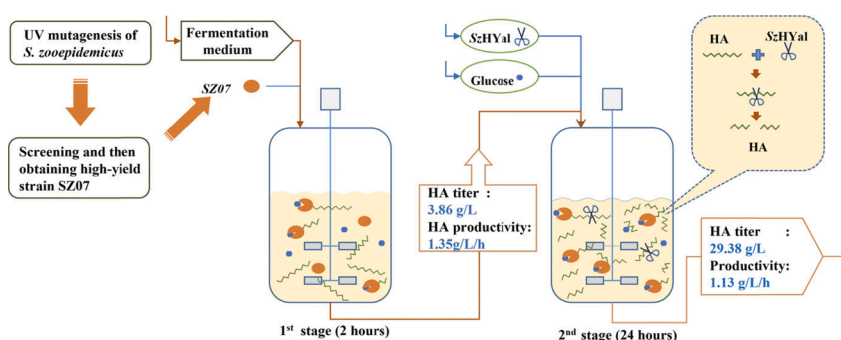 UV mutagenesis of
S. zooepidemicus
Screening and then
obtaining high-yield
strain SZ07
Fermentation
medium
SZ07
1st stage (2 hours)
HA titer :
3.86 g/L
HA productivity:
1.35g/L/h
SzHYal
Glucose
2nd stage (24 hours)
HA
SzHYal
HA
HA titer :
29.38 g/L
Productivity:
1.13 g/L/h